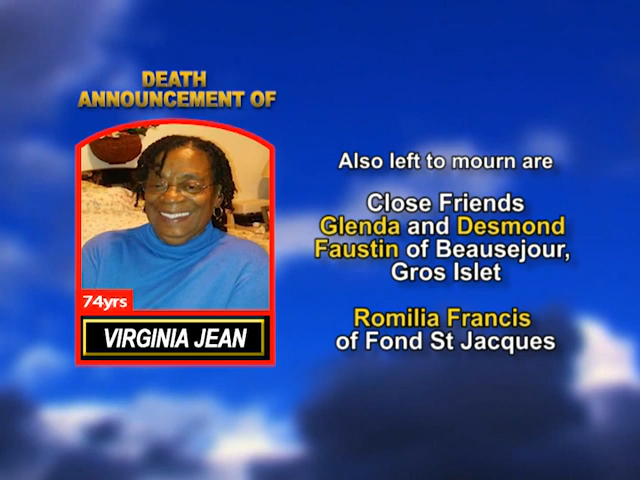 DEATH
ANNOUNCEMENT OF
74yrs
VIRGINIA JEAN
Also left to mourn are
Close Friends
Glenda and Desmond
Faustin of Beausejour,
Gros Islet
Romilia Francis
of Fond St Jacques